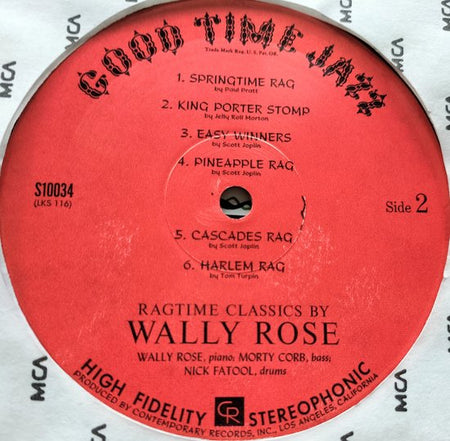 GOOD TIME JAZZ
Trade Mark Reg. U. S. Pat. Off.
1. SPRINGTIME RAG
by Paul Pratt
2. KING PORTER STOMP
by Jelly Roll Morton
3. EASY WINNERS
by Scott Joplin
4. PINEAPPLE RAG
by Scott Joplin
S10034
(LKS 116)
Side 2
5. CASCADES RAG
by Scott Joplin
6. HARLEM RAG
by Tom Turpin
RAGTIME CLASSICS BY
WALLY ROSE
WALLY ROSE, piano; MORTY CORB, bass;
NICK FATOOL, drums
HIGH FIDELITY CR STEREOPHONIC
PRODUCED BY CONTEMPORARY RECORDS, INC., LOS ANGELES, CALIFORNIA
MCA
MCA
MCA
MCA
MCA
MCA
MCA
MCA